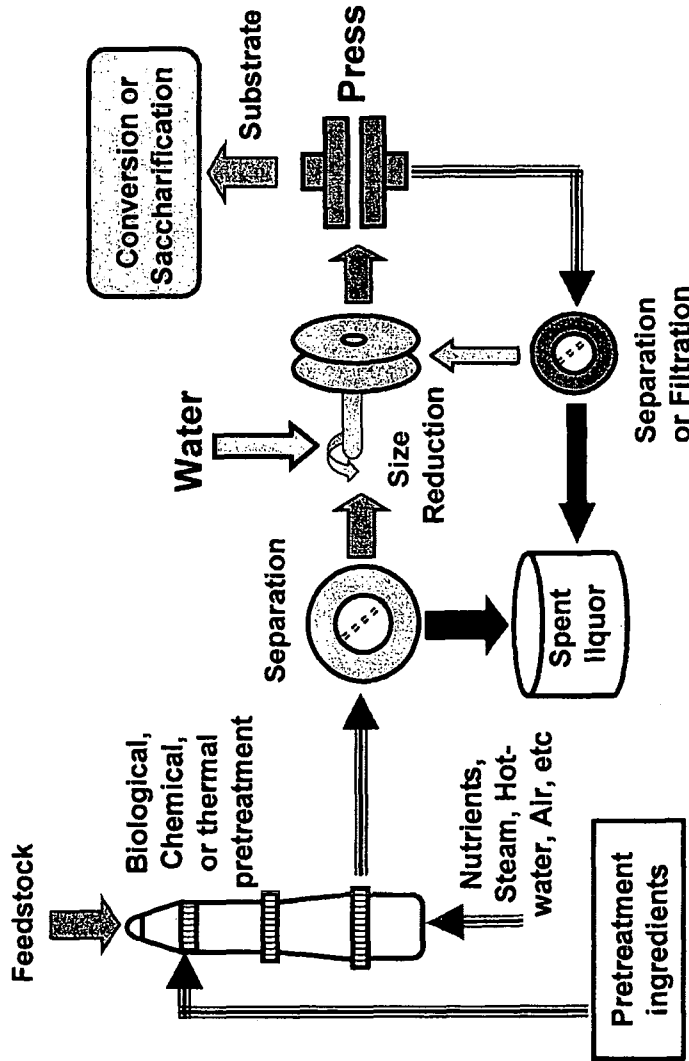 Feedstock
Biological,
Chemical,
or thermal
pretreatment
Nutrients,
Steam, Hot-
water, Air, etc
Pretreatment
ingredients
Separation
Spent
liquor
Water
Size
Reduction
Separation
or Filtration
Press
Substrate
Conversion or
Saccharification